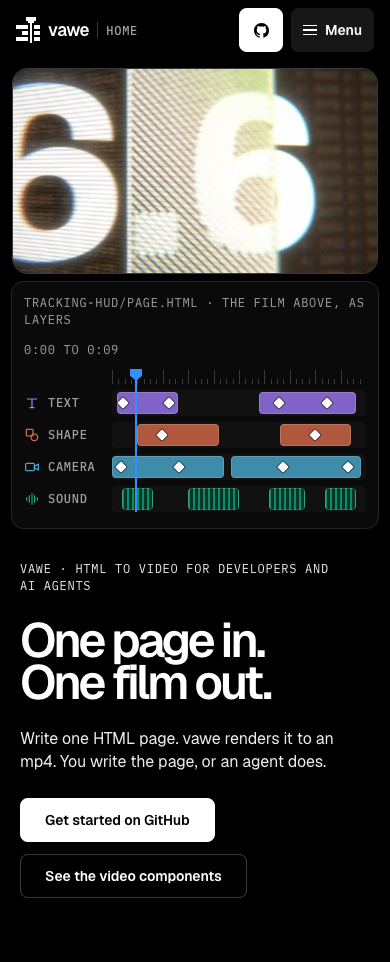 vawe
HOME
Menu
6.6
TRACKING-HUD/PAGE.HTML · THE FILM ABOVE, AS
LAYERS
0:00 TO 0:09
TEXT
SHAPE
CAMERA
SOUND
VAWE · HTML TO VIDEO FOR DEVELOPERS AND
AI AGENTS
One page in.
One film out.
Write one HTML page. vawe renders it to an
mp4. You write the page, or an agent does.
Get started on GitHub
See the video components